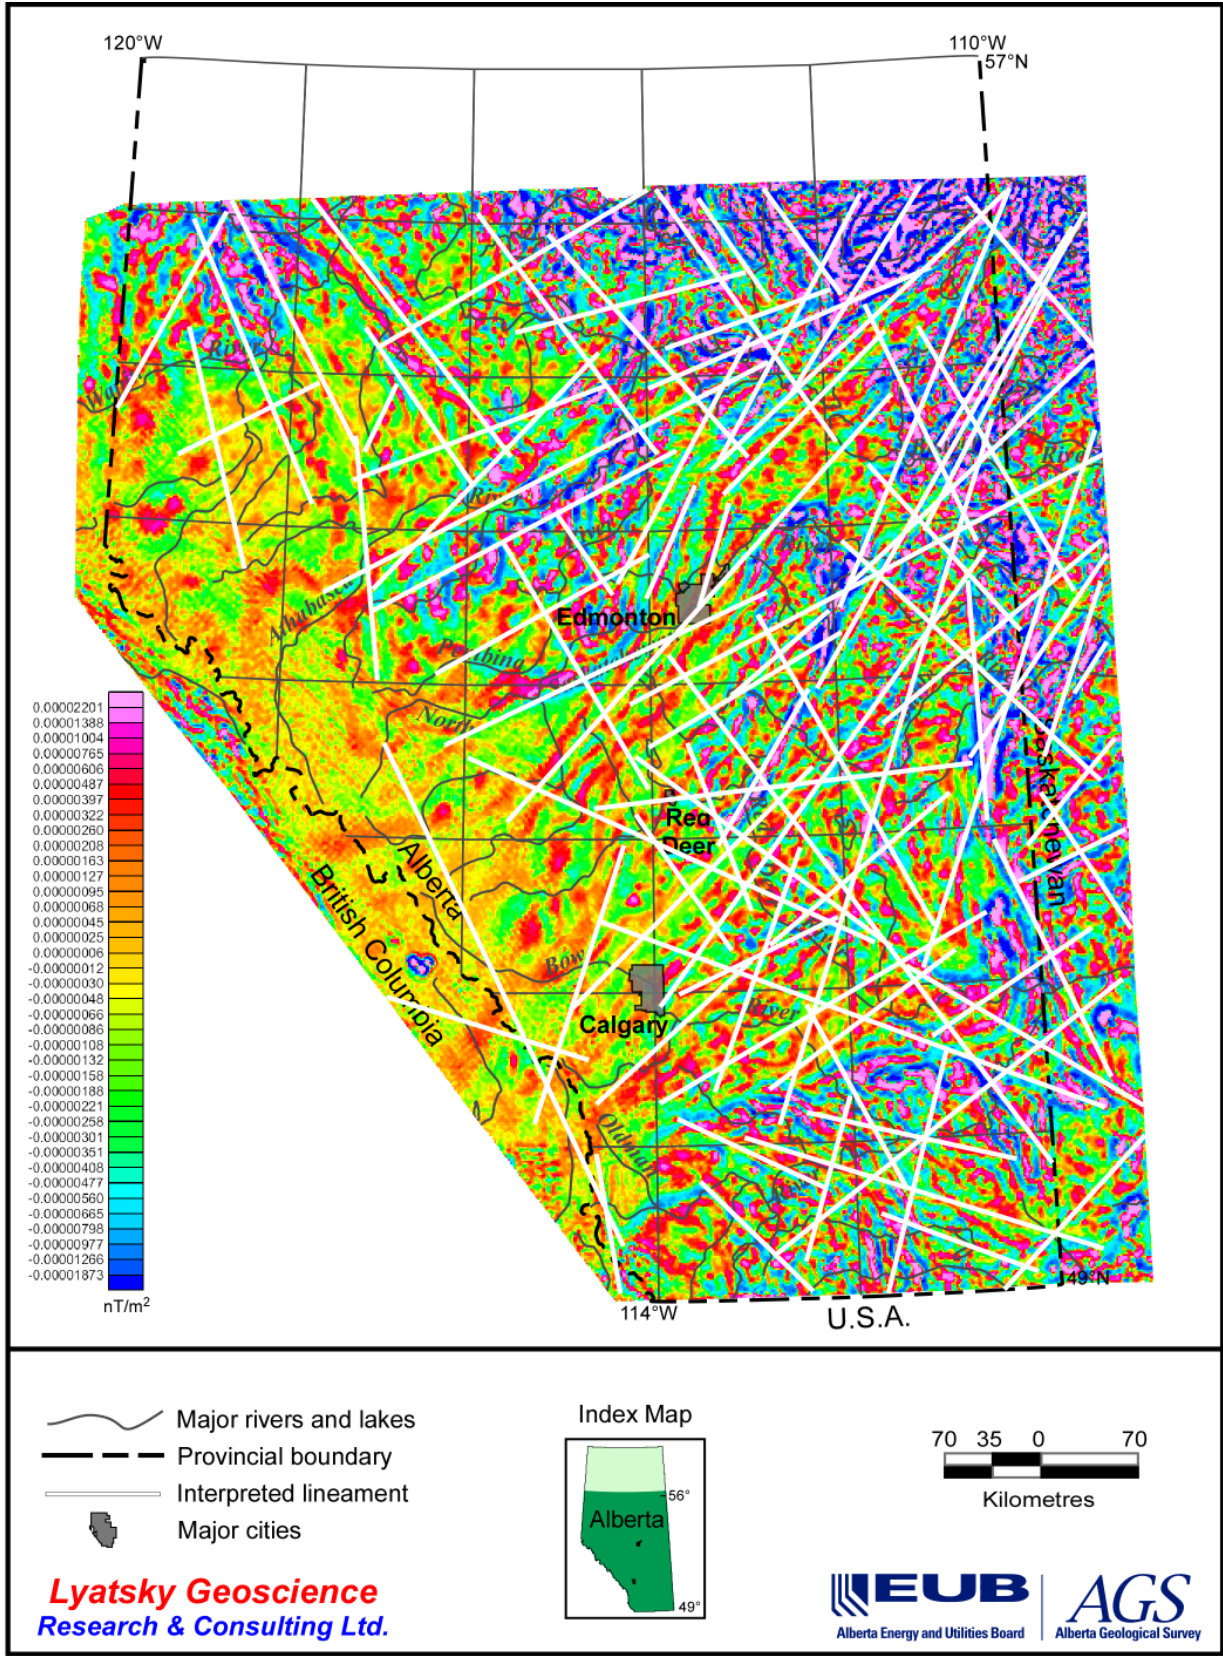 120°W
110°W
57°N
River
Wap
River
River
River
Athabasca
Edmonton
Pembina
North
Red
Deer
Saskatchewan
Alberta
British Columbia
Bow
River
Calgary
Oldman
0.00002201
0.00001388
0.00001004
0.00000765
0.00000606
0.00000487
0.00000397
0.00000322
0.00000260
0.00000208
0.00000163
0.00000127
0.00000095
0.00000068
0.00000045
0.00000025
0.00000006
-0.00000012
-0.00000030
-0.00000048
-0.00000066
-0.00000086
-0.00000108
-0.00000132
-0.00000158
-0.00000188
-0.00000221
-0.00000258
-0.00000301
-0.00000351
-0.00000408
-0.00000477
-0.00000560
-0.00000665
-0.00000798
-0.00000977
-0.00001266
-0.00001873
nT/m²
49°N
114°W
U.S.A.
Major rivers and lakes
Provincial boundary
Interpreted lineament
Major cities
Index Map
56°
Alberta
49°
70 35 0 70
Kilometres
Lyatsky Geoscience
Research & Consulting Ltd.
EUB
Alberta Energy and Utilities Board
AGS
Alberta Geological Survey